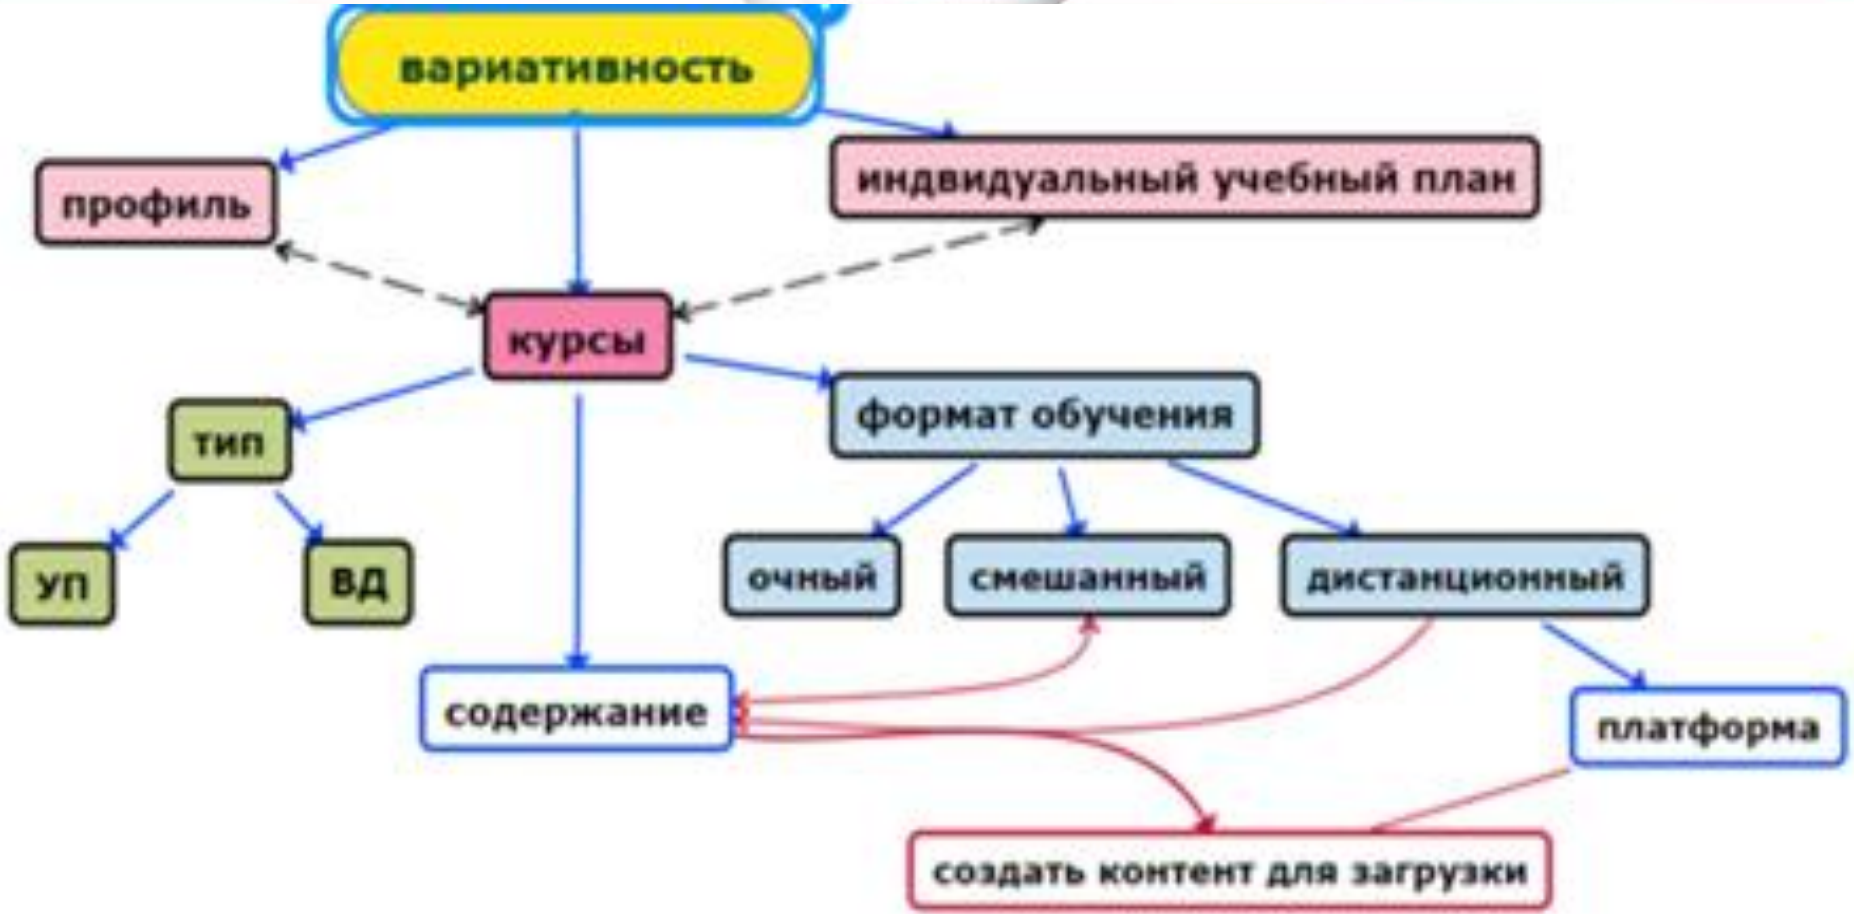 вариативность
профиль
индвидуальный учебный план
курсы
тип
формат обучения
УП
ВД
очный
смешанный
дистанционный
содержание
платформа
создать контент для загрузки